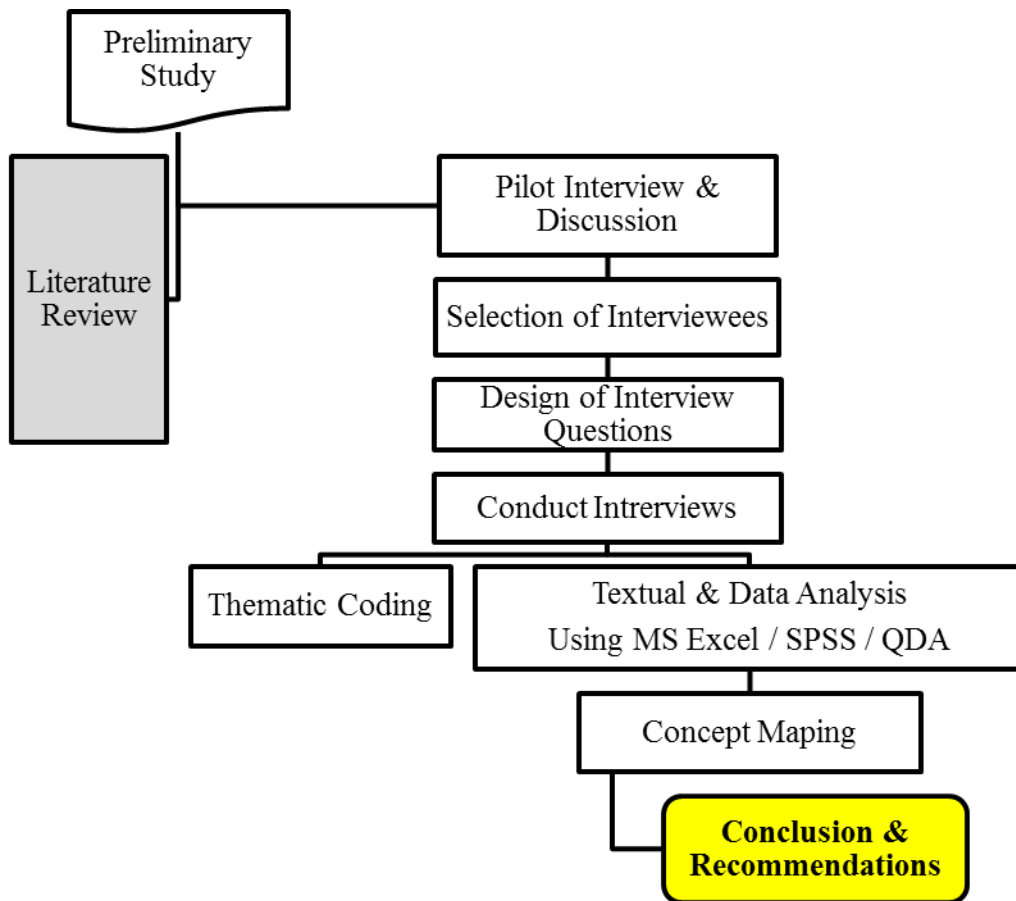 Preliminary
Study
Literature
Review
Pilot Interview &
Discussion
Selection of Interviewees
Design of Interview
Questions
Conduct Intrerviews
Thematic Coding
Textual & Data Analysis
Using MS Excel / SPSS / QDA
Concept Maping
Conclusion &
Recommendations